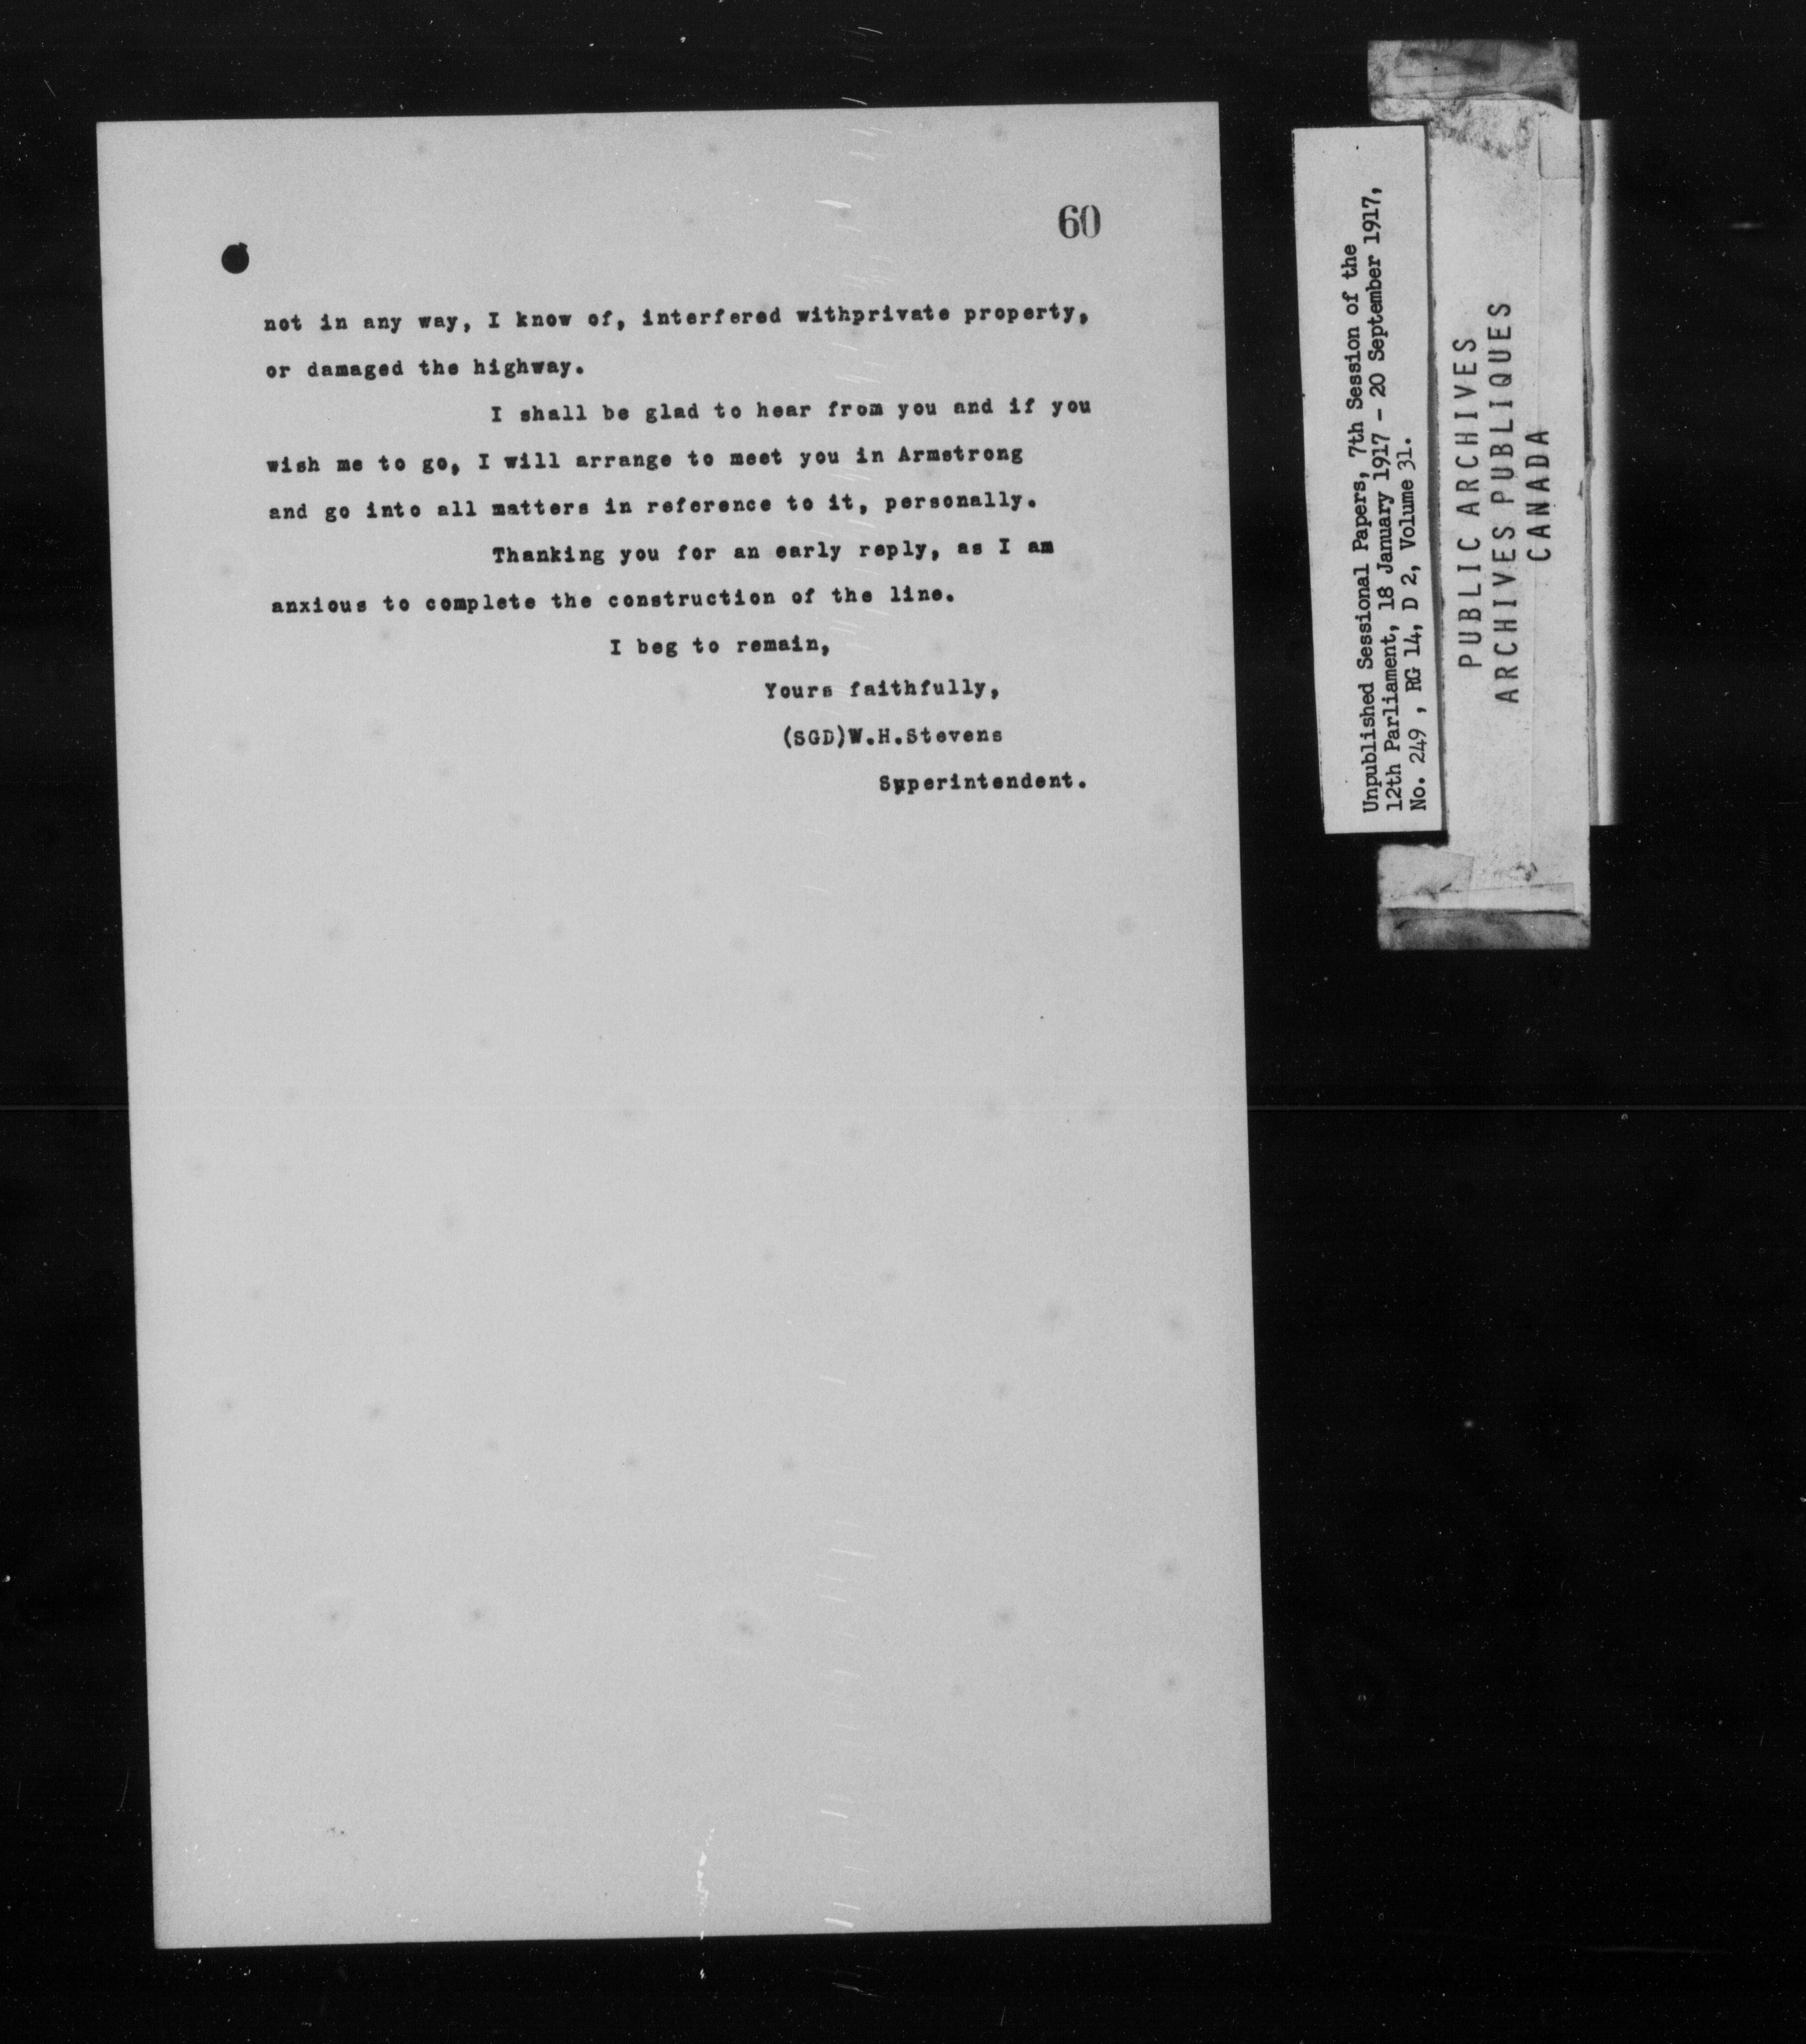 60
not in any way, I know of, interfered withprivate property,
or damaged the highway.
I shall be glad to hear from you and if you
wish me to go, I will arrange to meet you in Armstrong
and go into all matters in reference to it, personally.
Thanking you for an early reply, as I am
anxious to complete the construction of the line.
I beg to remain,
Yours faithfully,
(SGD)W.H.Stevens
Superintendent.
Unpublished Sessional Papers, 7th Session of the
12th Parliament, 18 January 1917 - 20 September 1917,
No. 249 , RG 14, D 2, Volume 31.
PUBLIC ARCHIVES
ARCHIVES PUBLIQUES
CANADA